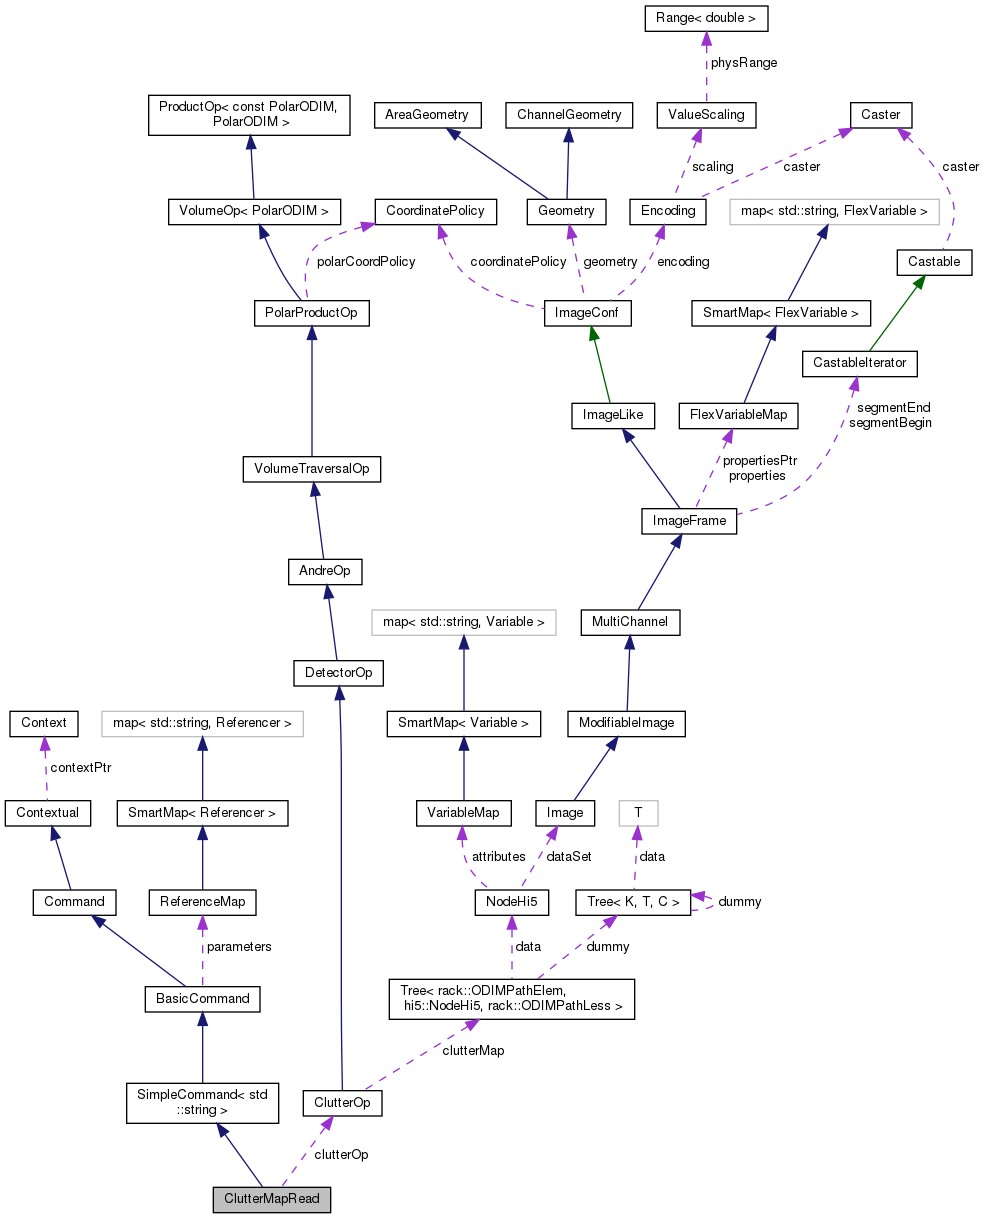 Range< double >
physRange
ProductOp< const PolarODIM,
PolarODIM >
AreaGeometry
ChannelGeometry
ValueScaling
Caster
scaling
caster
caster
VolumeOp< PolarODIM >
CoordinatePolicy
Geometry
Encoding
map< std::string, FlexVariable >
polarCoordPolicy
coordinatePolicy
geometry
encoding
Castable
PolarProductOp
ImageConf
SmartMap< FlexVariable >
CastableIterator
ImageLike
FlexVariableMap
segmentEnd
segmentBegin
VolumeTraversalOp
propertiesPtr
properties
ImageFrame
AndreOp
map< std::string, Variable >
MultiChannel
DetectorOp
Context
map< std::string, Referencer >
SmartMap< Variable >
ModifiableImage
contextPtr
Contextual
SmartMap< Referencer >
VariableMap
Image
T
attributes
dataSet
data
Command
ReferenceMap
NodeHi5
Tree< K, T, C >
dummy
parameters
data
dummy
BasicCommand
Tree< rack::ODIMPathElem,
hi5::NodeHi5, rack::ODIMPathLess >
clutterMap
SimpleCommand< std
::string >
ClutterOp
clutterOp
ClutterMapRead